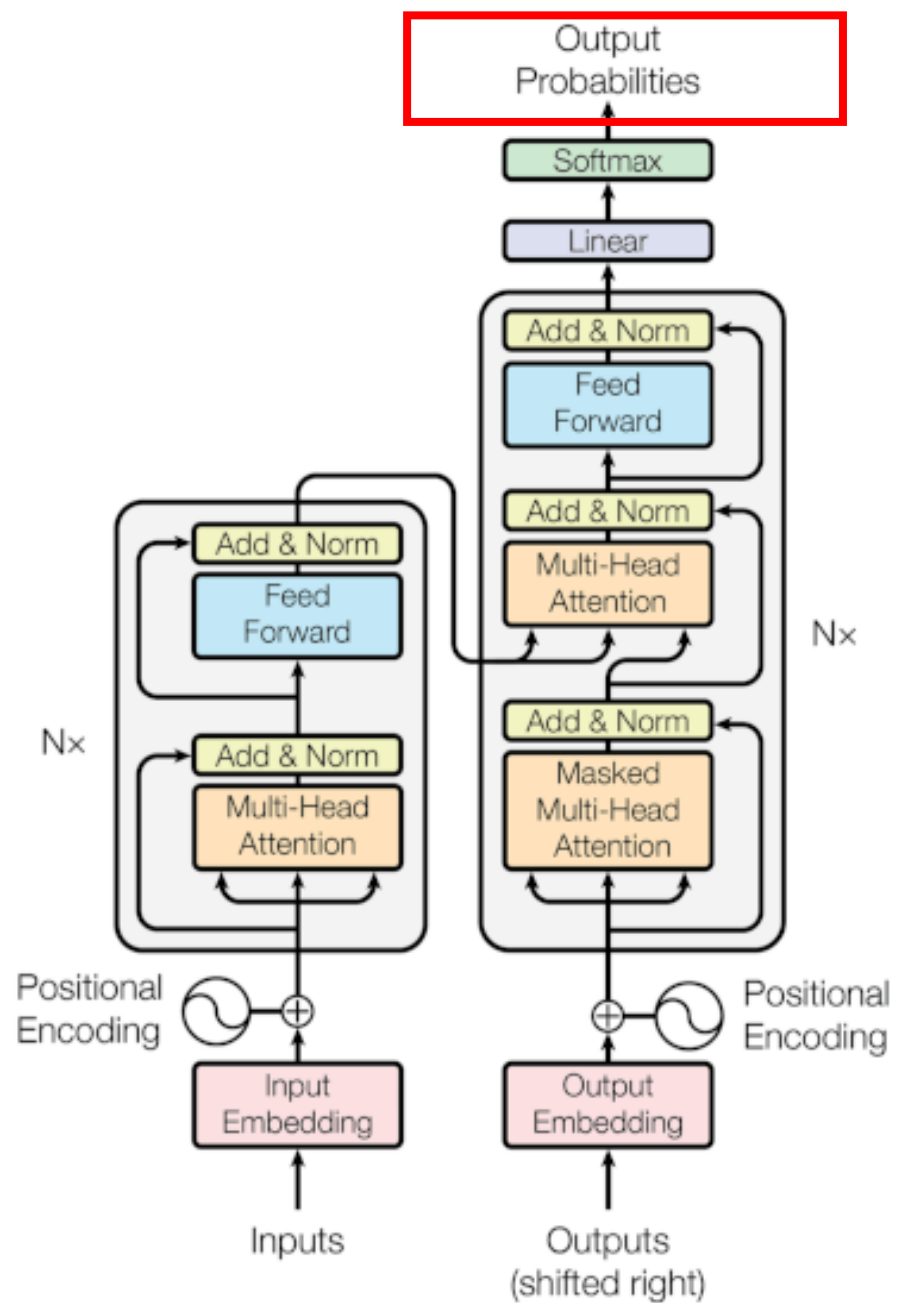 Output
Probabilities
Softmax
Linear
Add & Norm
Feed
Forward
Add & Norm
Multi-Head
Attention
Add & Norm
Masked
Multi-Head
Attention
Nx
Add & Norm
Feed
Forward
Add & Norm
Multi-Head
Attention
Nx
Positional
Encoding
Positional
Encoding
Input
Embedding
Output
Embedding
Inputs
Outputs
(shifted right)